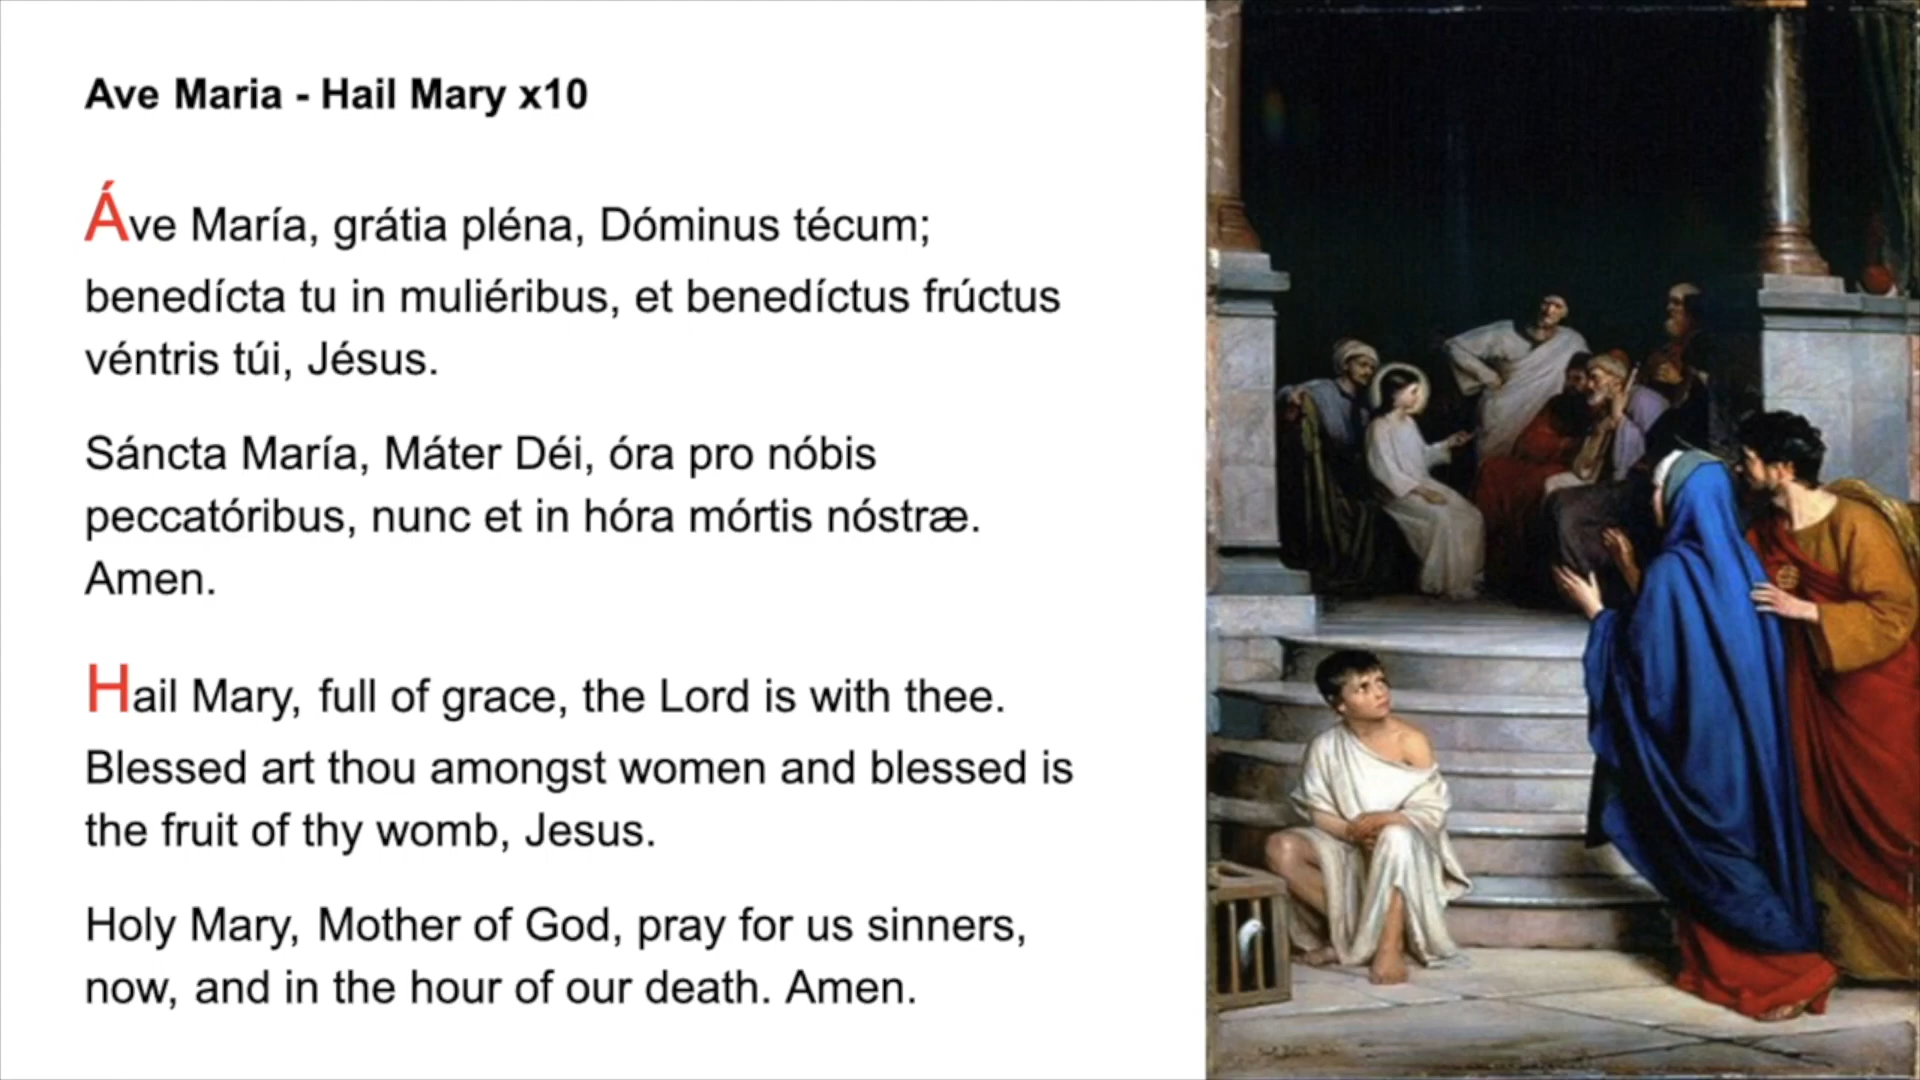 Ave Maria - Hail Mary x10
Áve María, grátia pléna, Dóminus técum;
benedícta tu in muliéribus, et benedíctus frúctus
véntris túi, Jésus.
Sáncta María, Máter Déi, óra pro nóbis
peccatóribus, nunc et in hóra mórtis nóstræ.
Amen.
Hail Mary, full of grace, the Lord is with thee.
Blessed art thou amongst women and blessed is
the fruit of thy womb, Jesus.
Holy Mary, Mother of God, pray for us sinners,
now, and in the hour of our death. Amen.